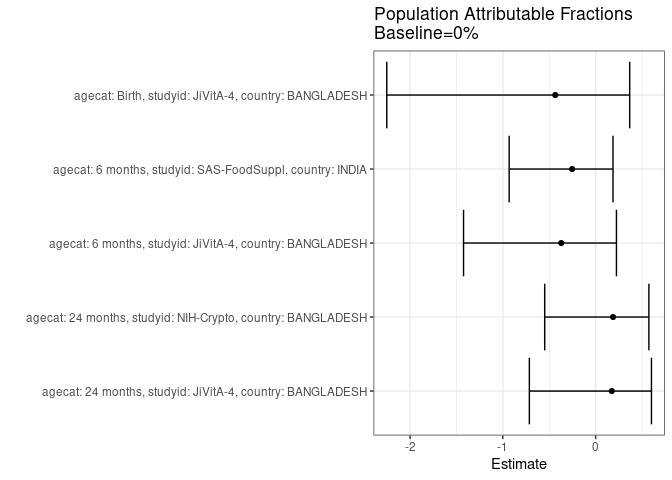 Population Attributable Fractions
Baseline=0%
agecat: Birth, studyid: JiVitA-4, country: BANGLADESH
agecat: 6 months, studyid: SAS-FoodSuppl, country: INDIA
agecat: 6 months, studyid: JiVitA-4, country: BANGLADESH
agecat: 24 months, studyid: NIH-Crypto, country: BANGLADESH
agecat: 24 months, studyid: JiVitA-4, country: BANGLADESH
-2 -1 0
Estimate